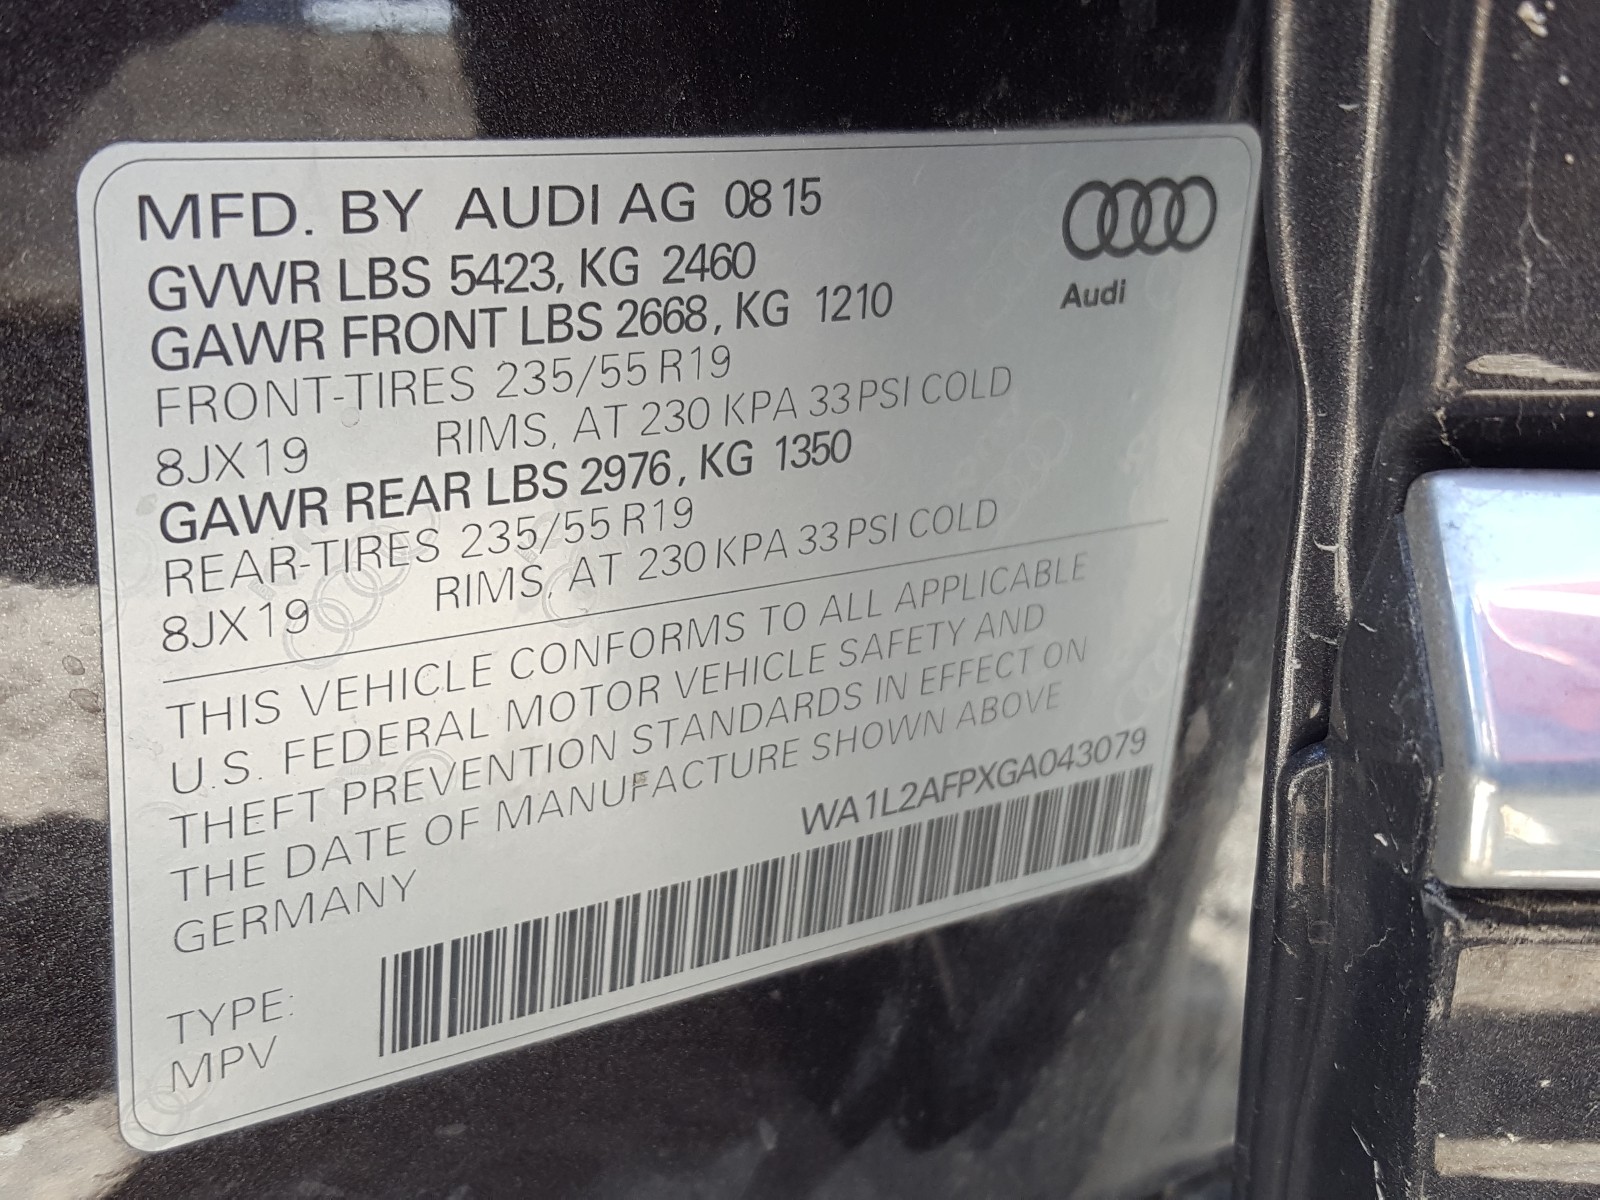 MFD. BY AUDI AG 08 15
GVWR LBS 5423, KG 2460
GAWR FRONT LBS 2668, KG 1210
FRONT-TIRES 235/55 R19
8JX19 RIMS, AT 230 KPA 33 PSI COLD
GAWR REAR LBS 2976, KG 1350
REAR-TIRES 235/55 R19
8JX19 RIMS, AT 230 KPA 33 PSI COLD
Audi
THIS VEHICLE CONFORMS TO ALL APPLICABLE
U.S. FEDERAL MOTOR VEHICLE SAFETY AND
THEFT PREVENTION STANDARDS IN EFFECT ON
THE DATE OF MANUFACTURE SHOWN ABOVE
GERMANY
WA1L2AFPXGA043079
TYPE:
MPV